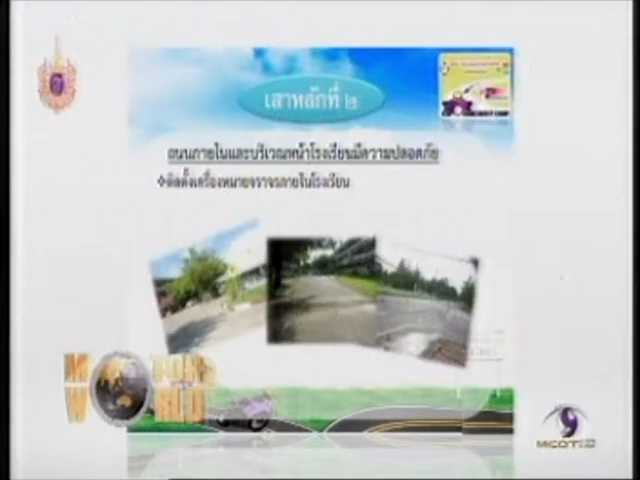 เสาหลักที่ ๒
ถนนภายในและบริเวณหน้าโรงเรียนมีความปลอดภัย
❖ติดตั้งเครื่องหมายจราจรภายในโรงเรียน
MOTOR
WORLD
MCOT